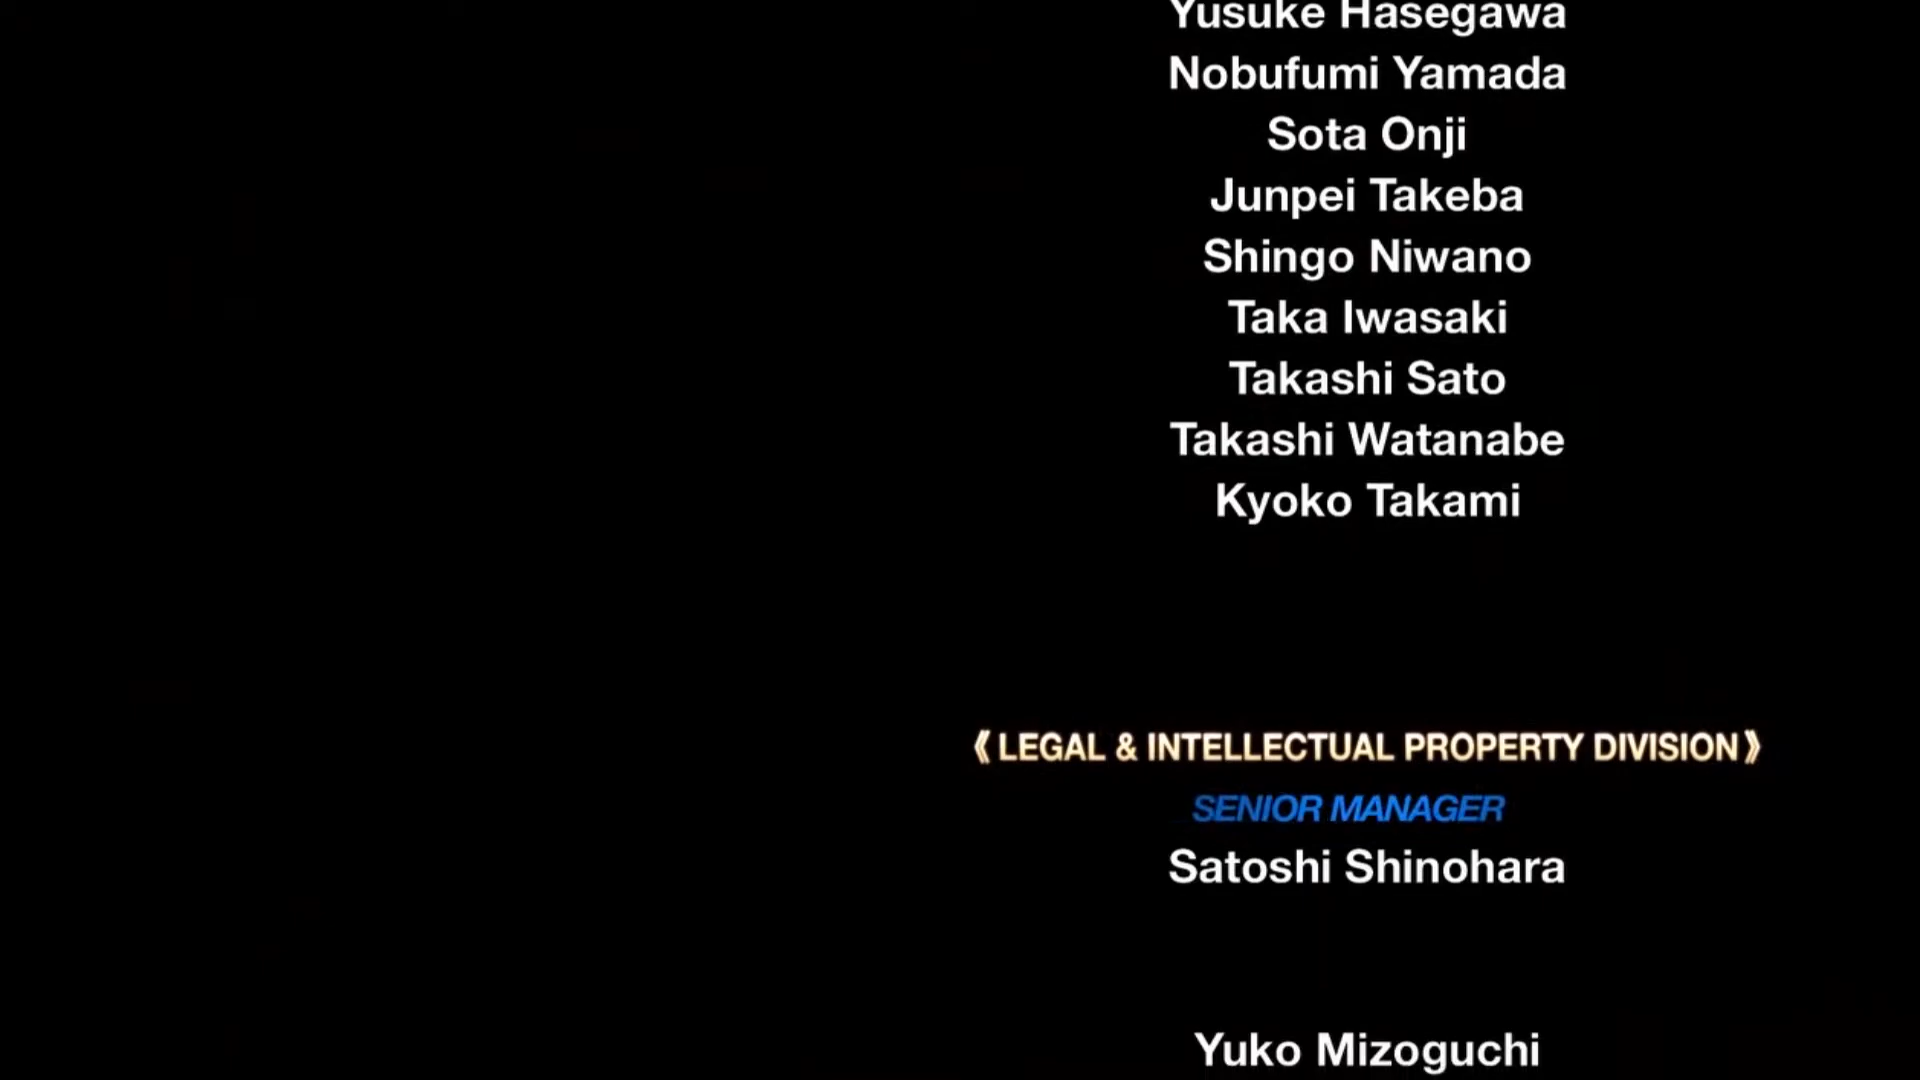 Yusuke Hasegawa
Nobufumi Yamada
Sota Onji
Junpei Takeba
Shingo Niwano
Taka Iwasaki
Takashi Sato
Takashi Watanabe
Kyoko Takami
《LEGAL & INTELLECTUAL PROPERTY DIVISION》
SENIOR MANAGER
Satoshi Shinohara
Yuko Mizoguchi